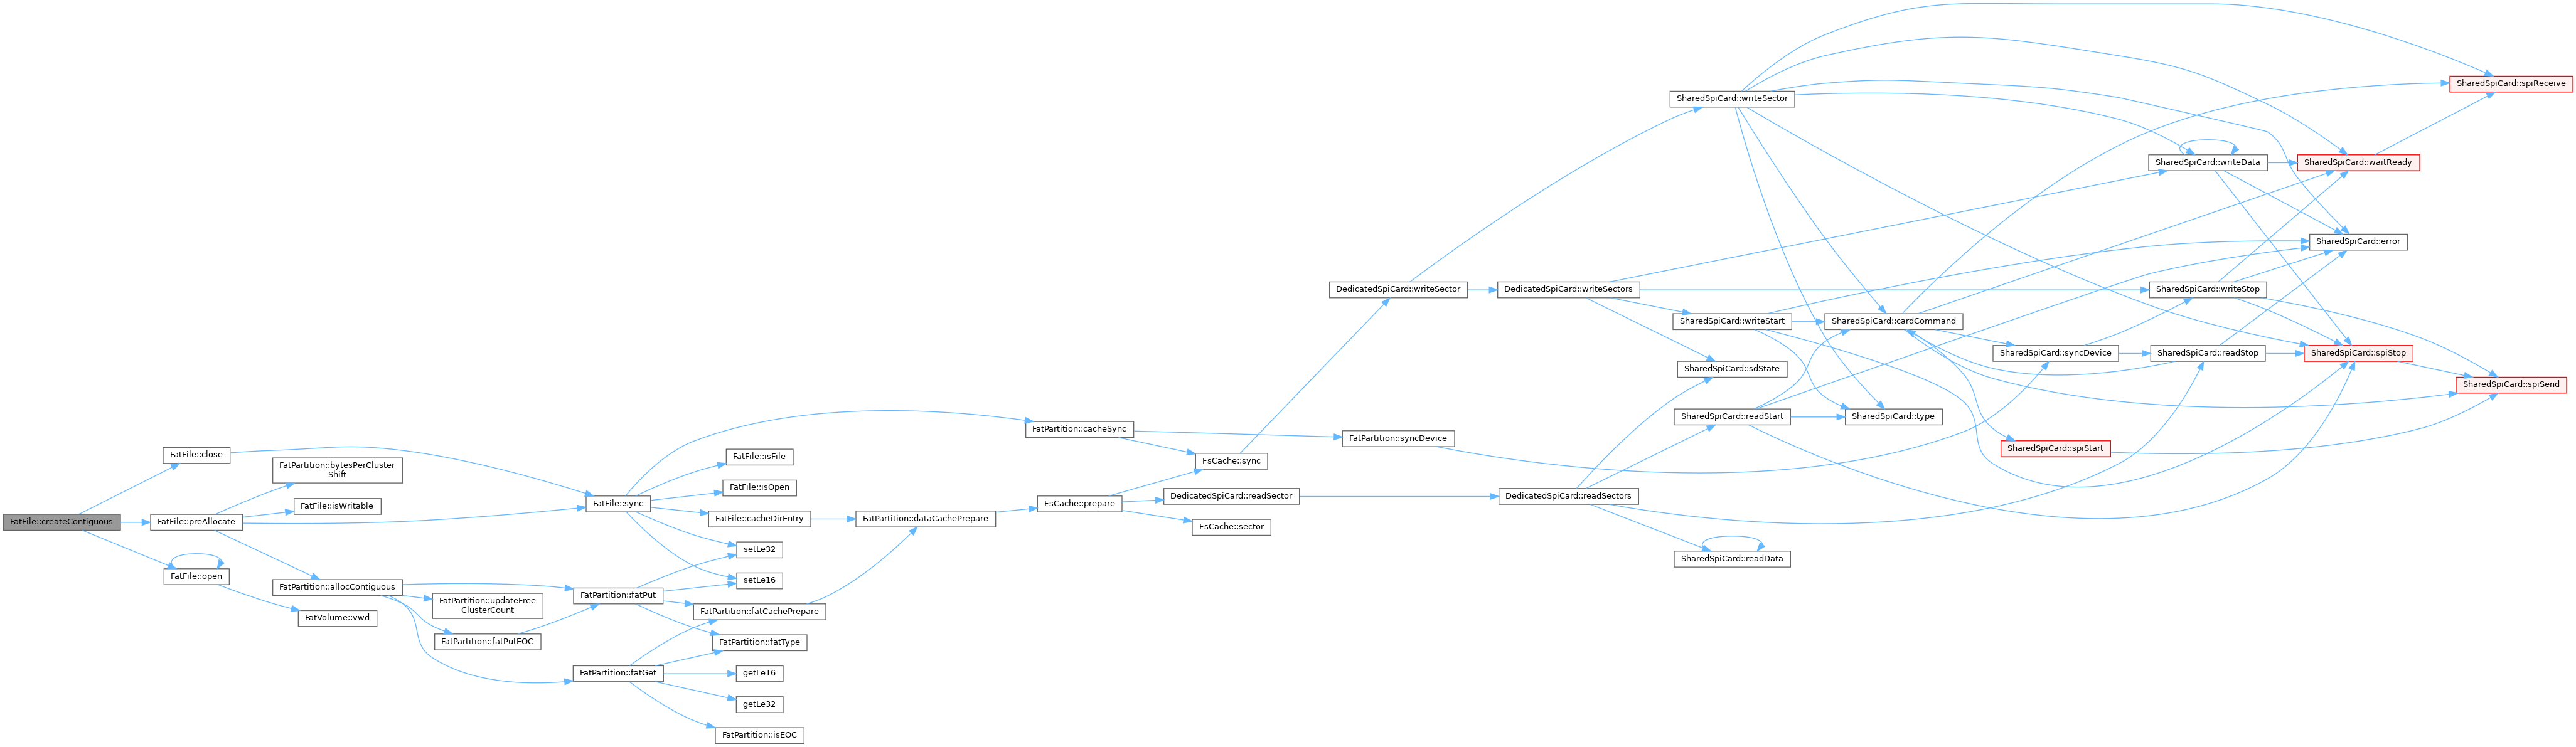 FatFile::createContiguous
FatFile::close
FatFile::preAllocate
FatFile::open
FatPartition::bytesPerCluster
Shift
FatFile::isWritable
FatPartition::allocContiguous
FatVolume::vwd
FatPartition::updateFree
ClusterCount
FatPartition::fatPutEOC
FatFile::sync
FatPartition::fatPut
FatPartition::fatGet
FatFile::isFile
FatFile::isOpen
FatFile::cacheDirEntry
setLe32
setLe16
FatPartition::fatCachePrepare
FatPartition::fatType
getLe16
getLe32
FatPartition::isEOC
FatPartition::dataCachePrepare
FatPartition::cacheSync
FsCache::prepare
FsCache::sync
DedicatedSpiCard::readSector
FsCache::sector
DedicatedSpiCard::writeSector
FatPartition::syncDevice
DedicatedSpiCard::writeSectors
DedicatedSpiCard::readSectors
SharedSpiCard::writeSector
SharedSpiCard::writeStart
SharedSpiCard::sdState
SharedSpiCard::readStart
SharedSpiCard::readData
SharedSpiCard::cardCommand
SharedSpiCard::type
SharedSpiCard::syncDevice
SharedSpiCard::spiStart
SharedSpiCard::writeData
SharedSpiCard::writeStop
SharedSpiCard::readStop
SharedSpiCard::waitReady
SharedSpiCard::error
SharedSpiCard::spiStop
SharedSpiCard::spiReceive
SharedSpiCard::spiSend